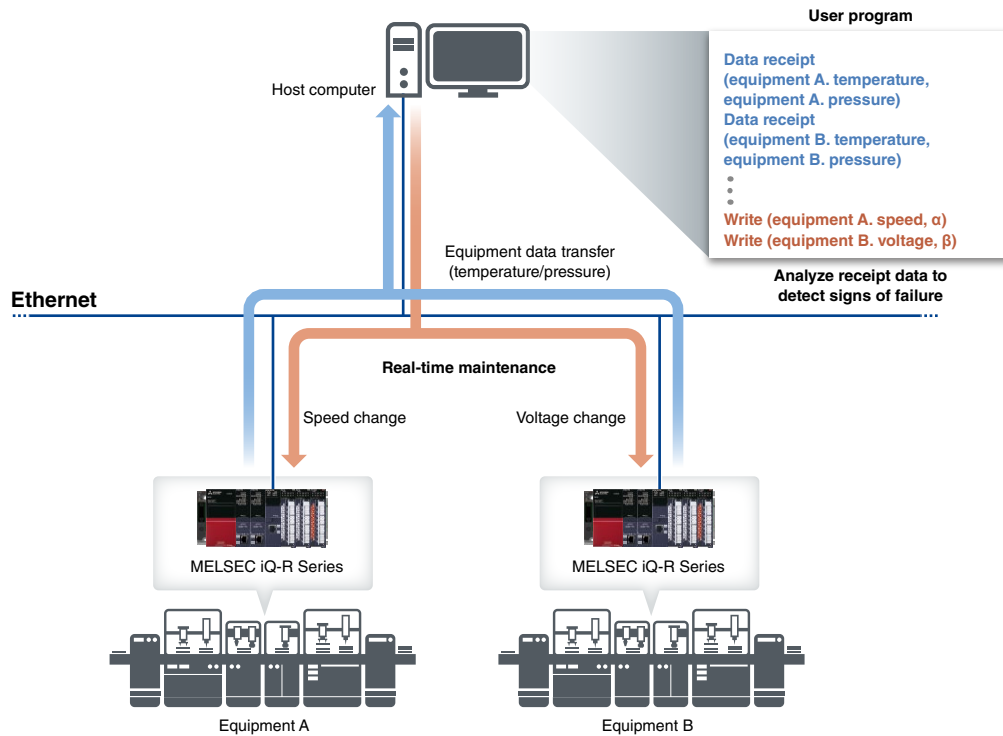 User program
Data receipt
(equipment A. temperature,
equipment A. pressure)
Data receipt
(equipment B. temperature,
equipment B. pressure)
Write (equipment A. speed, α)
Write (equipment B. voltage, β)
Host computer
Equipment data transfer
(temperature/pressure)
Analyze receipt data to
detect signs of failure
Ethernet
Real-time maintenance
Speed change
Voltage change
MELSEC iQ-R Series
MELSEC iQ-R Series
Equipment A
Equipment B